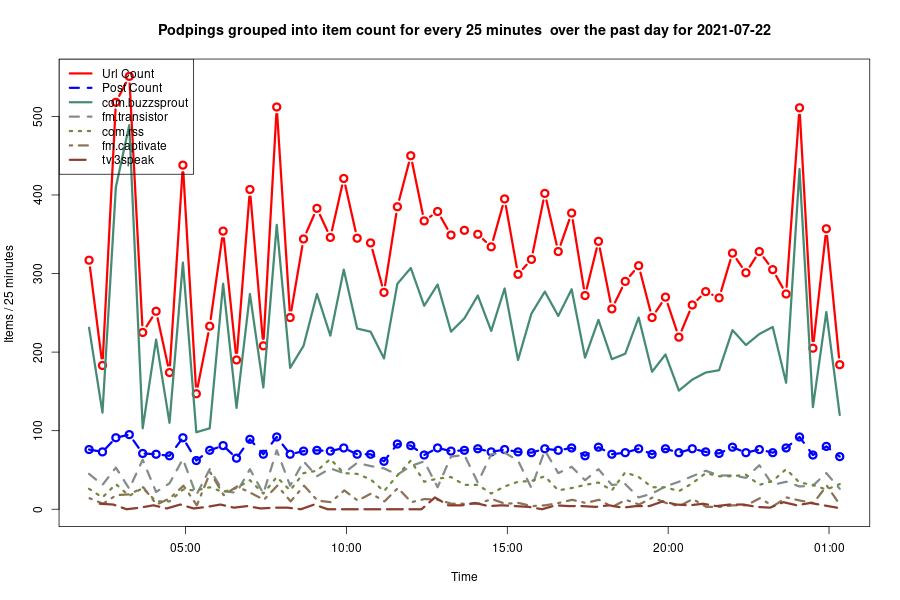 Podpings grouped into item count for every 25 minutes  over the past day for 2021-07-22
Url Count
Post Count
com.buzzsprout
fm.transistor
com.rss
fm.captivate
tv.3speak
500
400
300
200
100
0
Items / 25 minutes
05:00
10:00
15:00
20:00
01:00
Time